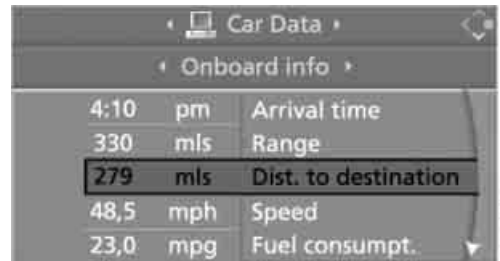 Car Data
Onboard info
4:10 pm Arrival time
330 mls Range
279 mls Dist. to destination
48,5 mph Speed
23,0 mpg Fuel consumpt.